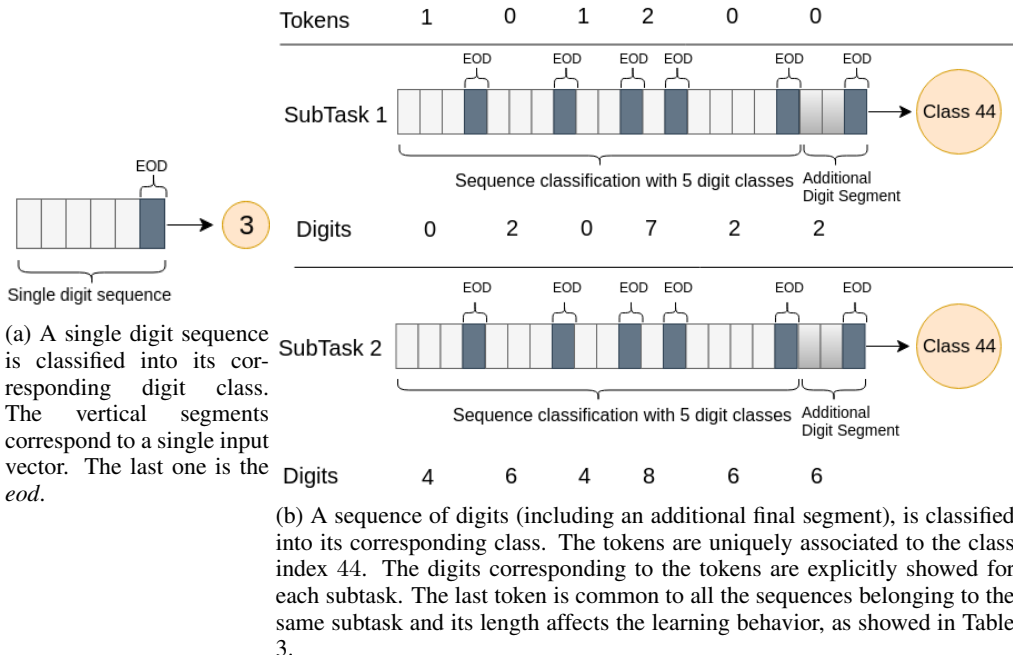 Tokens 1 0 1 2 0 0
EOD EOD EOD EOD EOD EOD
SubTask 1 Class 44
Sequence classification with 5 digit classes
Additional
Digit Segment
Digits 0 2 0 7 2 2
EOD
3
Single digit sequence
(a) A single digit sequence
is classified into its cor-
responding digit class.
The vertical segments
correspond to a single input
vector. The last one is the
eod.
EOD EOD EOD EOD EOD EOD
SubTask 2 Class 44
Sequence classification with 5 digit classes
Additional
Digit Segment
Digits 4 6 4 8 6 6
(b) A sequence of digits (including an additional final segment), is classified
into its corresponding class. The tokens are uniquely associated to the class
index 44. The digits corresponding to the tokens are explicitly showed for
each subtask. The last token is common to all the sequences belonging to the
same subtask and its length affects the learning behavior, as showed in Table
3.